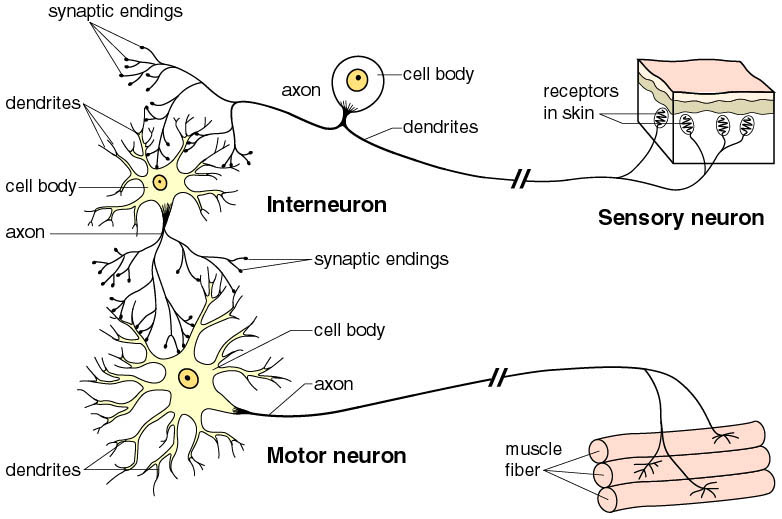 synaptic endings
axon
cell body
receptors
in skin
dendrites
dendrites
cell body
Interneuron
Sensory neuron
axon
synaptic endings
cell body
axon
Motor neuron
dendrites
muscle
fiber